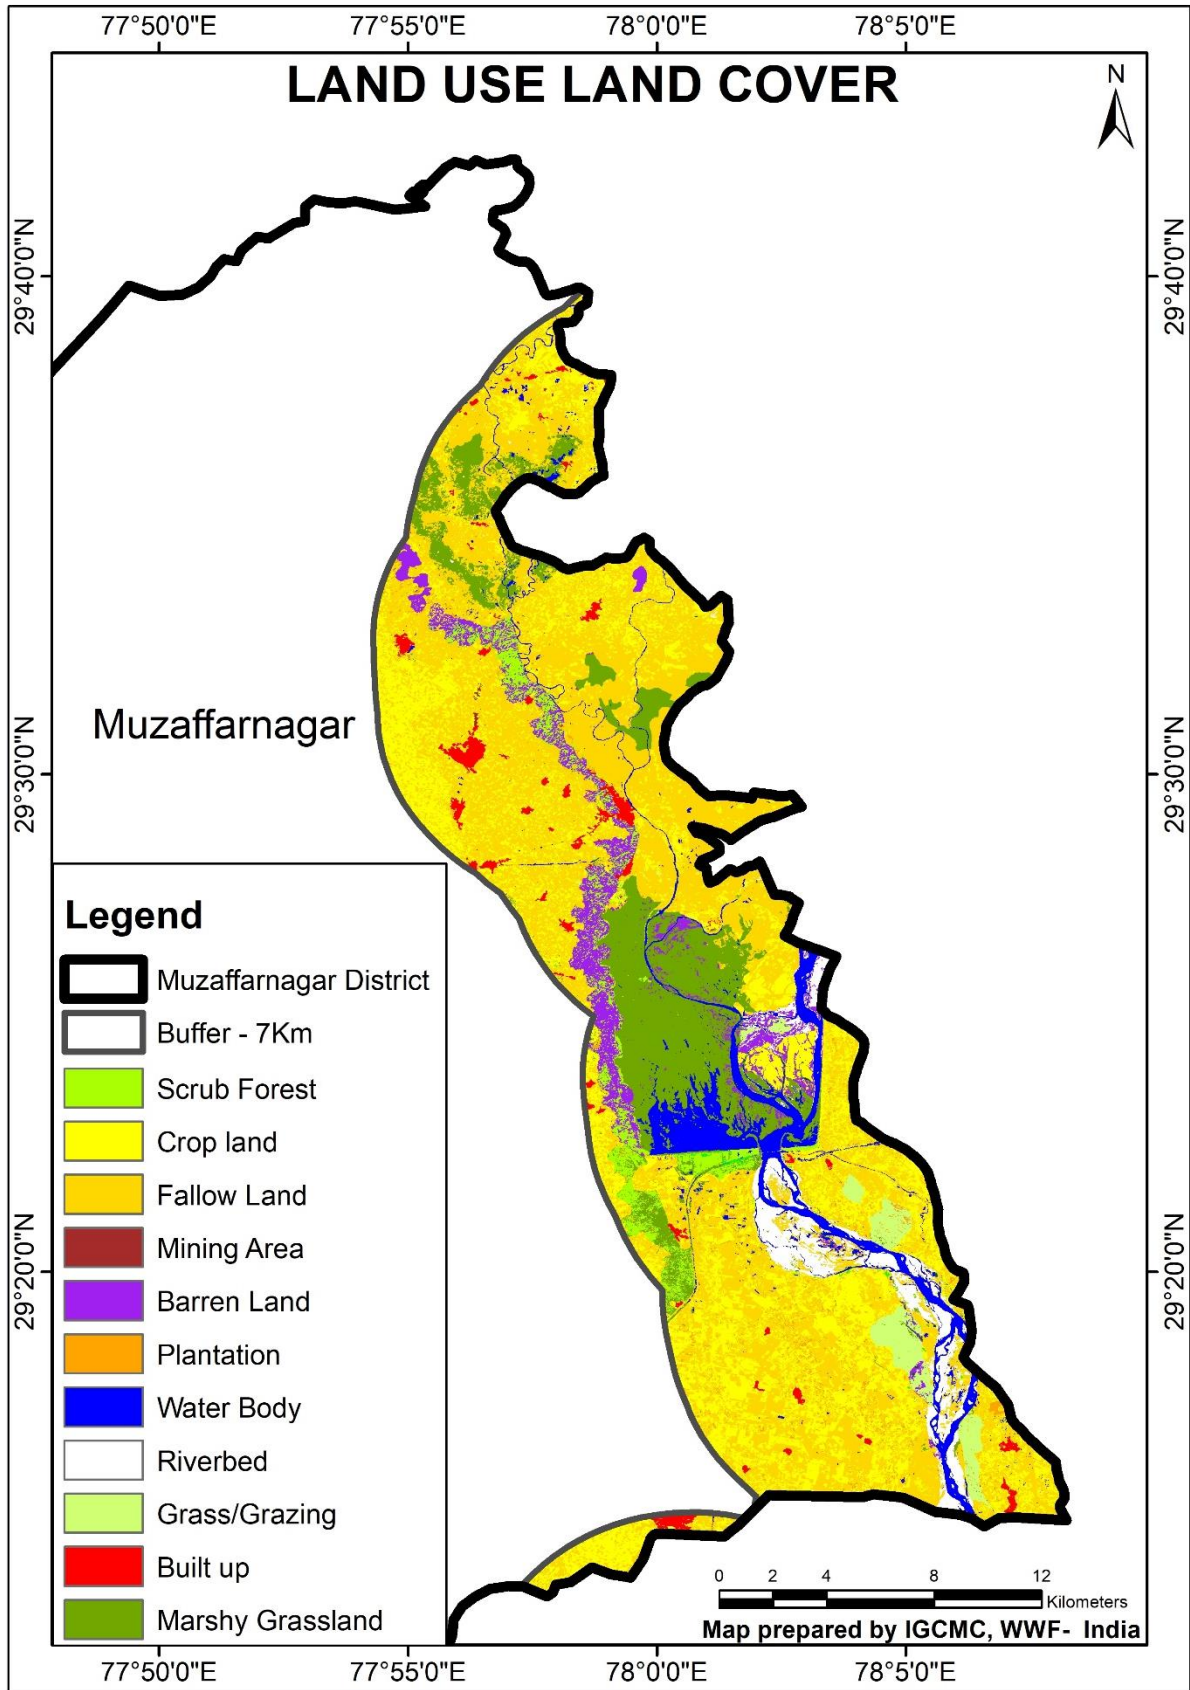 77°50'0"E 77°55'0"E 78°0'0"E 78°5'0"E
LAND USE LAND COVER
N
29°40'0"N 29°40'0"N
Muzaffarnagar
29°30'0"N 29°30'0"N
Legend
Muzaffarnagar District
Buffer - 7Km
Scrub Forest
Crop land
Fallow Land
Mining Area
Barren Land
Plantation
Water Body
Riverbed
Grass/Grazing
Built up
Marshy Grassland
29°20'0"N 29°20'0"N
0 2 4 8 12
Kilometers
Map prepared by IGCMC, WWF- India
77°50'0"E 77°55'0"E 78°0'0"E 78°5'0"E